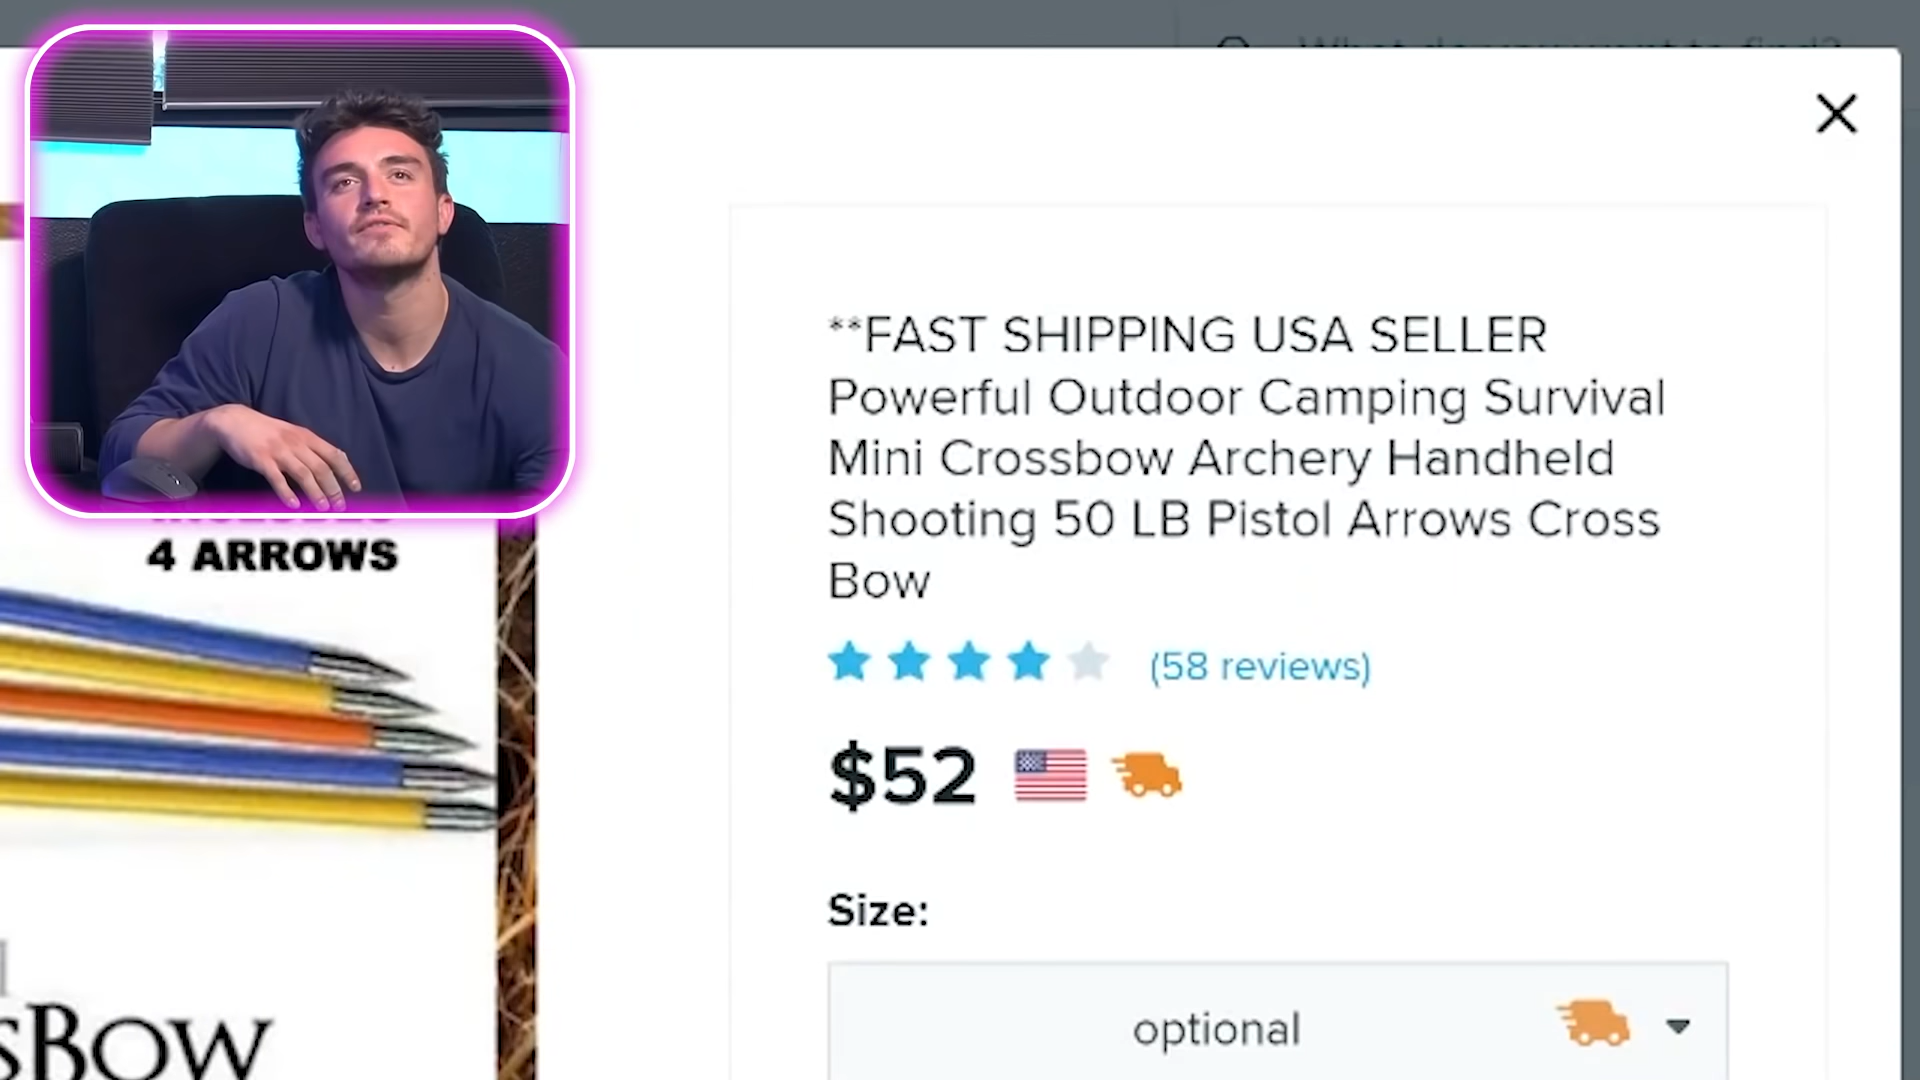 **FAST SHIPPING USA SELLER
Powerful Outdoor Camping Survival
Mini Crossbow Archery Handheld
Shooting 50 LB Pistol Arrows Cross
Bow
(58 reviews)
$52
Size:
optional
4 ARROWS
sBow